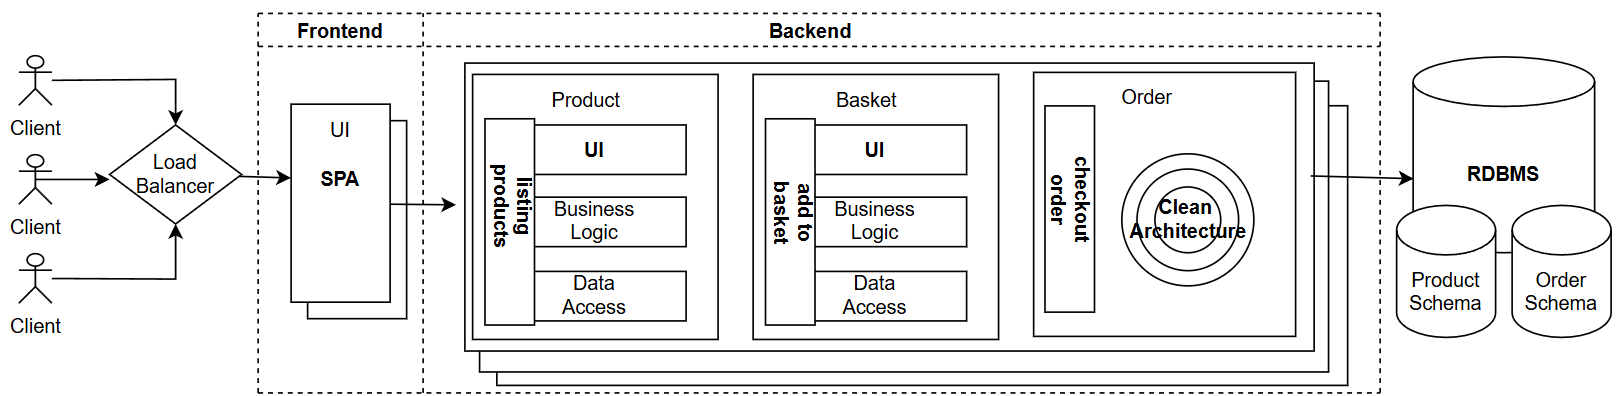 Frontend
Backend
Client
Client
Client
Load
Balancer
UI
SPA
Product
listing
products
UI
Business
Logic
Data
Access
Basket
add to
basket
UI
Business
Logic
Data
Access
Order
checkout
order
Clean
Architecture
RDBMS
Product
Schema
Order
Schema